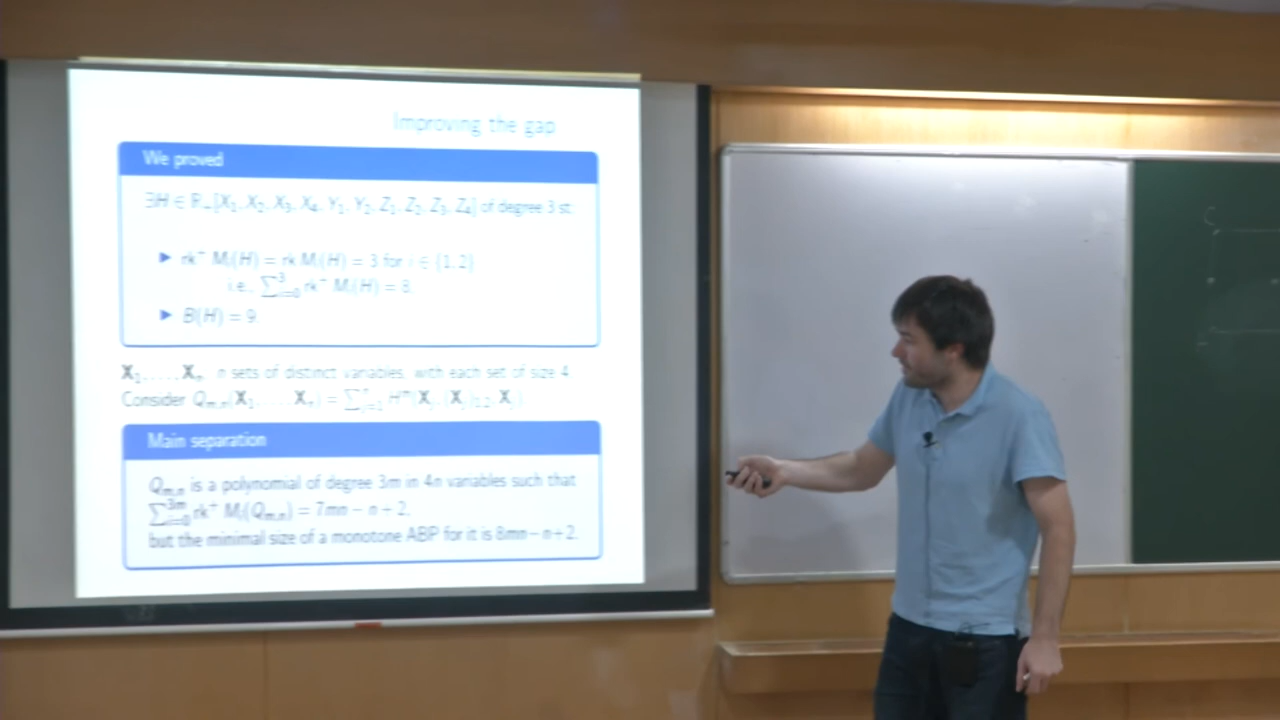 Improving the gap
We proved
∃H ∈ ℝ₊[X₁, X₂, X₃, X₄, Y₁, Y₂, Z₁, Z₂, Z₃, Z₄] of degree 3 st:
▶ rk⁺ Mᵢ(H) = rk Mᵢ(H) = 3 for i ∈ {1, 2}
i.e., ∑³ᵢ₌₀ rk⁺ Mᵢ(H) = 8.
▶ B(H) = 9.
n sets of distinct variables, with each set of size 4.
Consider
Main separation
Qₘ,ₙ is a polynomial of degree 3m in 4n variables such that
∑³ᵐᵢ₌₀ rk⁺ Mᵢ(Qₘ,ₙ) = 7mn − n + 2.
but the minimal size of a monotone ABP for it is 8mn − n + 2.